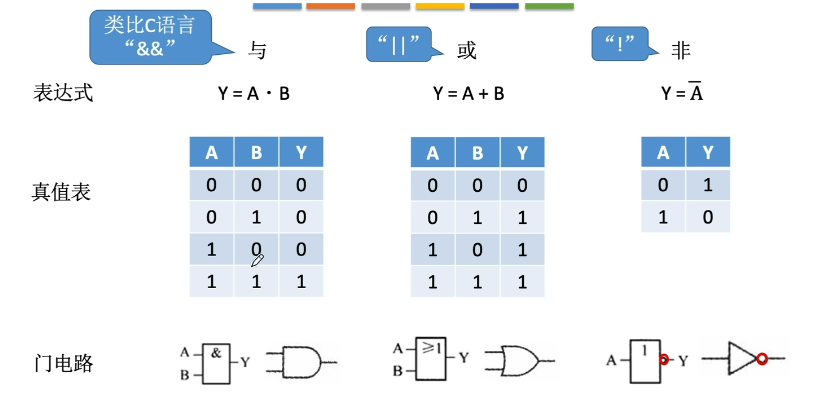 类比C语言
“&&”
与
“||”
或
“!”
非
表达式
Y = A · B
Y = A + B
Y = A̅
真值表
A B Y
0 0 0
0 1 0
1 0 0
1 1 1
A B Y
0 0 0
0 1 1
1 0 1
1 1 1
A Y
0 1
1 0
门电路
A
B
&
Y
A
B
≥1
Y
A
1
Y